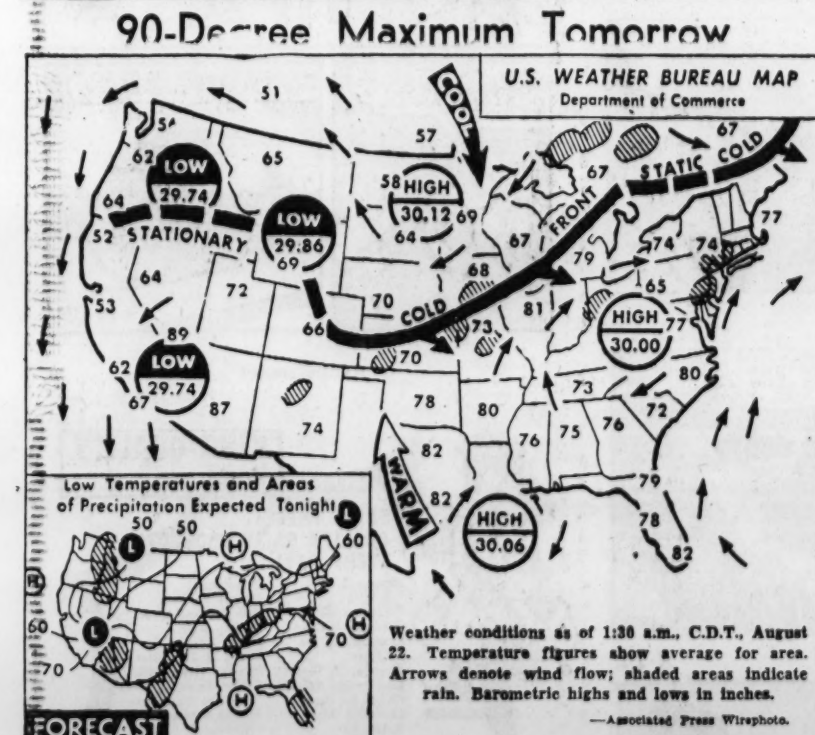 90-Degree Maximum Tomorrow
U.S. WEATHER BUREAU MAP
Department of Commerce
COOL
51
54
57
67
62
LOW
29.74
65
58 HIGH
30.12
69
67
STATIC
COLD
64
52
STATIONARY
LOW
29.86
69
64
67
FRONT
79
74
74
77
64
72
68
65
53
70
COLD
81
HIGH
30.00
77
89
66
73
62
LOW
29.74
67
87
70
73
80
74
78
80
76
75
76
72
WARM
82
82
79
78
82
HIGH
30.06
Low Temperatures and Areas
of Precipitation Expected Tonight
L
50
50
L
H
60
H
L
60
70
H
70
H
FORECAST
Weather conditions as of 1:30 a.m., C.D.T., August
22. Temperature figures show average for area.
Arrows denote wind flow; shaded areas indicate
rain. Barometric highs and lows in inches.
—Associated Press Wirephoto.